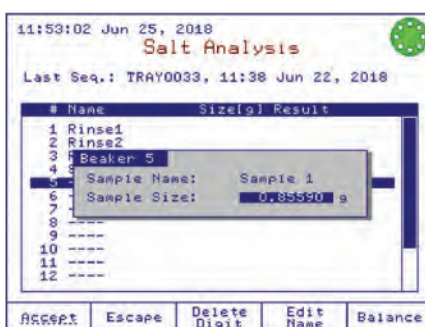 11:53:02 Jun 25, 2018
Salt Analysis
Last Seq.: TRAY0033, 11:38 Jun 22, 2018
# Name Size[g] Result
1 Rinse1
2 Rinse2
3
4
5
Beaker 5
Sample Name: Sample 1
Sample Size: 0.85590 g
6
7
8 ----
9 ----
10 ----
11 ----
12 ----
Accept Escape Delete Digit Edit Name Balance